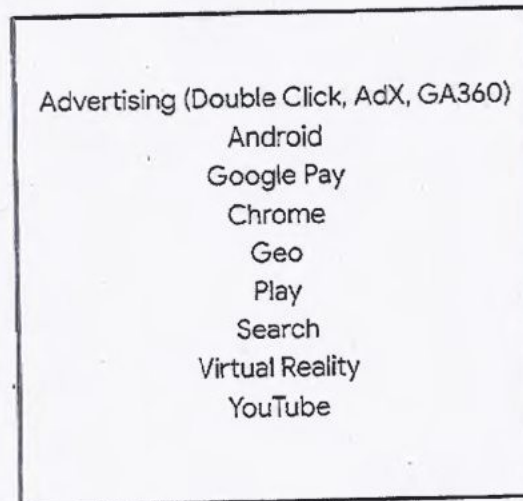 Advertising (Double Click, AdX, GA360)
Android
Google Pay
Chrome
Geo
Play
Search
Virtual Reality
YouTube